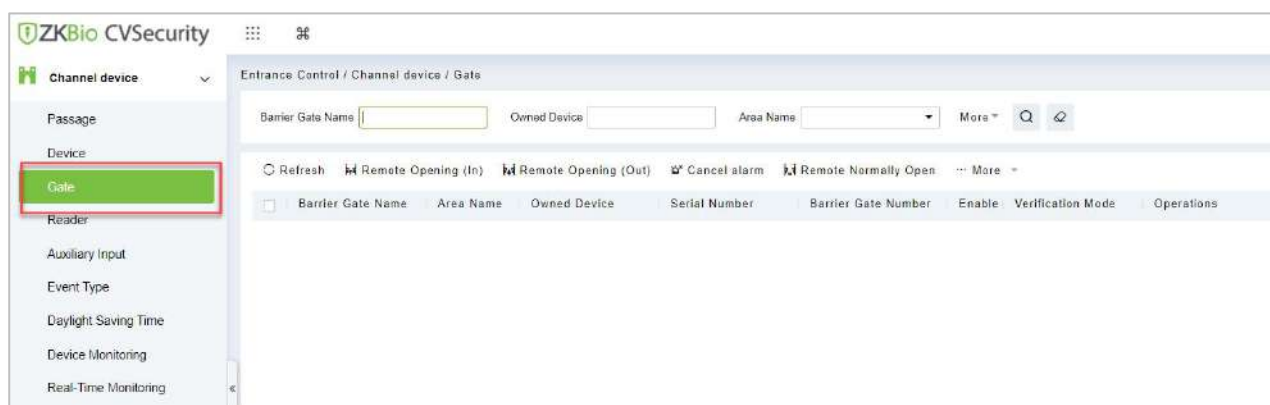 ZKBio CVSecurity
Channel device
Entrance Control / Channel device / Gate
Passage
Barrier Gate Name Owned Device Area Name More
Device
Refresh Remote Opening (In) Remote Opening (Out) Cancel alarm Remote Normally Open ··· More
Gate
Barrier Gate Name Area Name Owned Device Serial Number Barrier Gate Number Enable Verification Mode Operations
Reader
Auxiliary Input
Event Type
Daylight Saving Time
Device Monitoring
Real-Time Monitoring